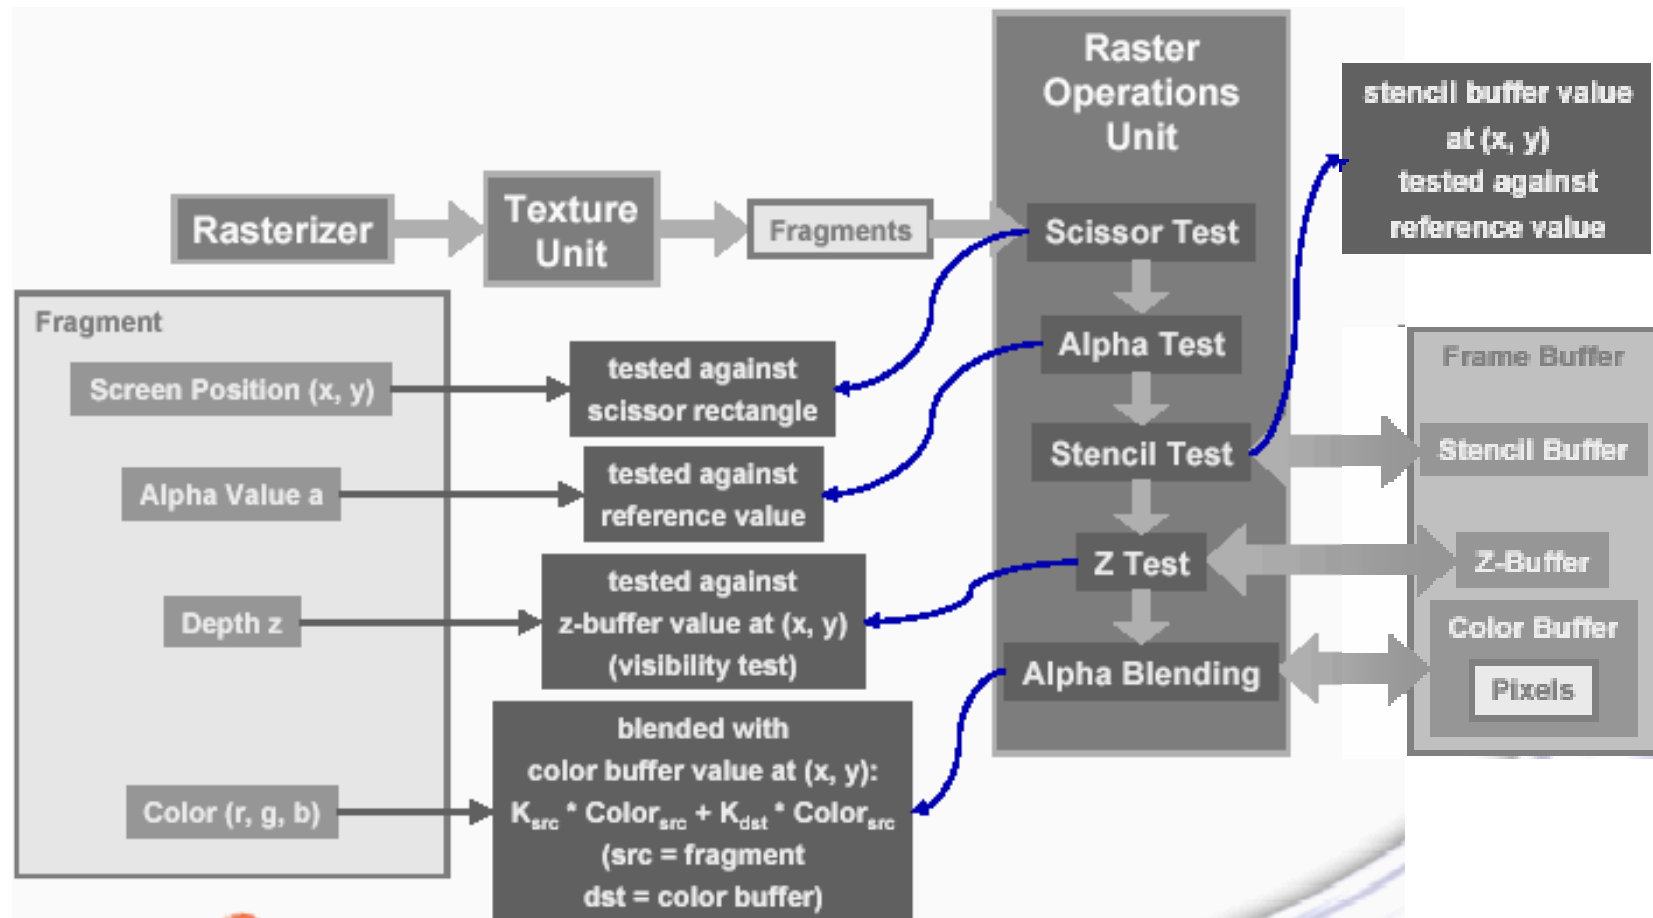 Raster
Operations
Unit
stencil buffer value
at (x, y)
tested against
reference value
Rasterizer
Texture
Unit
Fragments
Scissor Test
Alpha Test
Stencil Test
Z Test
Alpha Blending
Fragment
Screen Position (x, y)
tested against
scissor rectangle
Alpha Value a
tested against
reference value
Depth z
tested against
z-buffer value at (x, y)
(visibility test)
Color (r, g, b)
blended with
color buffer value at (x, y):
Ksrc * Colorsrc + Kdst * Colorsrc
(src = fragment
dst = color buffer)
Frame Buffer
Stencil Buffer
Z-Buffer
Color Buffer
Pixels